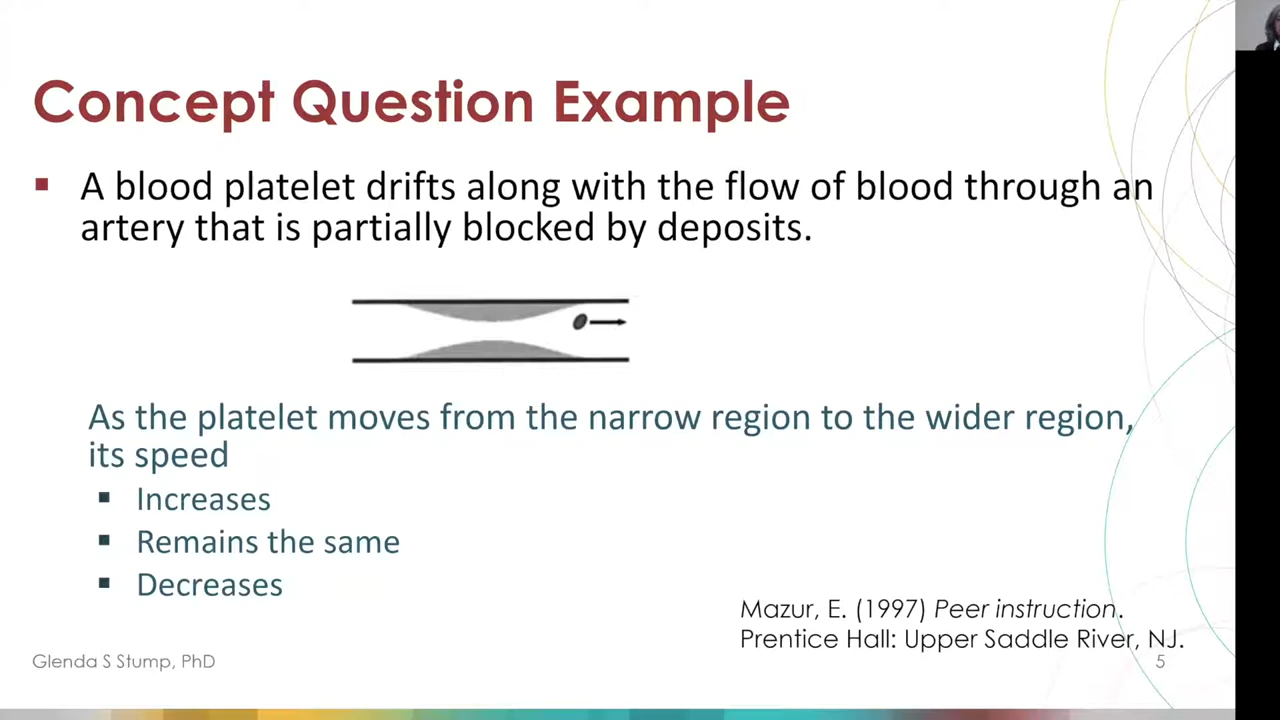 Concept Question Example
▪ A blood platelet drifts along with the flow of blood through an
artery that is partially blocked by deposits.
As the platelet moves from the narrow region to the wider region,
its speed
▪ Increases
▪ Remains the same
▪ Decreases
Mazur, E. (1997) Peer instruction.
Prentice Hall: Upper Saddle River, NJ.
Glenda S Stump, PhD
5